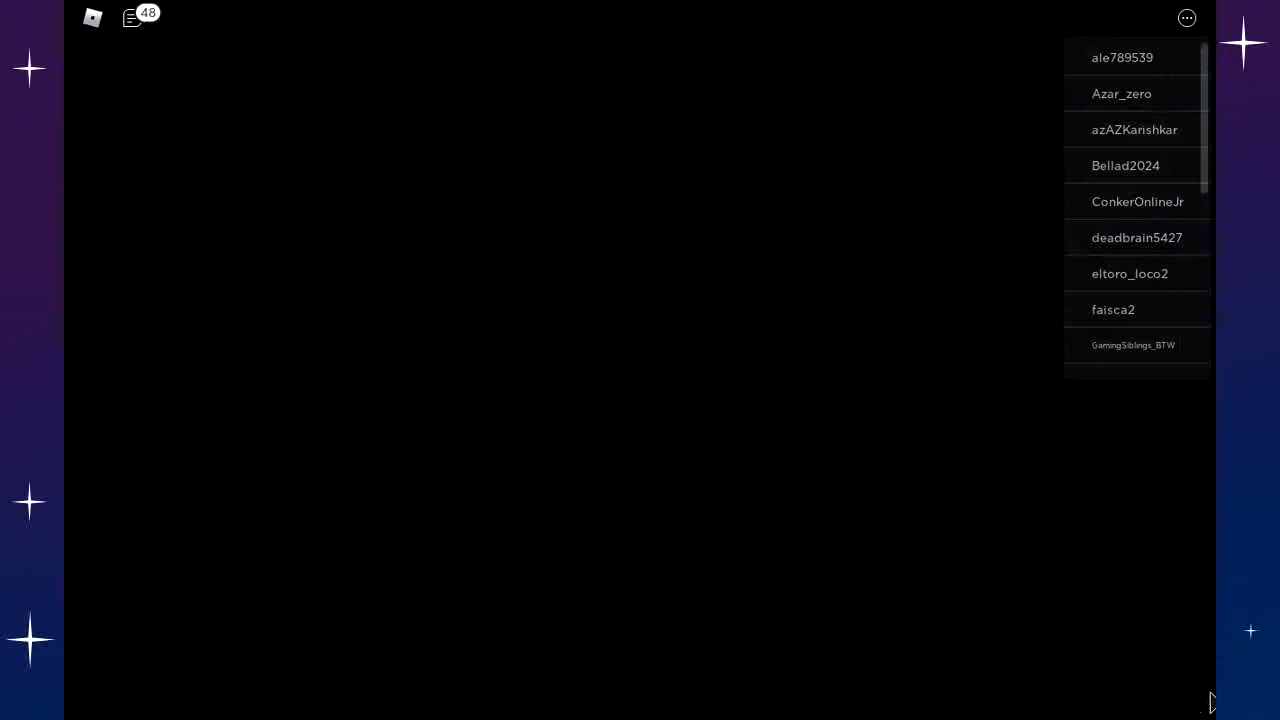 48
ale789539
Azar_zero
azAZKarishkar
Bellad2024
ConkerOnlineJr
deadbrain5427
eltoro_loco2
faisca2
GamingSiblings_BTW